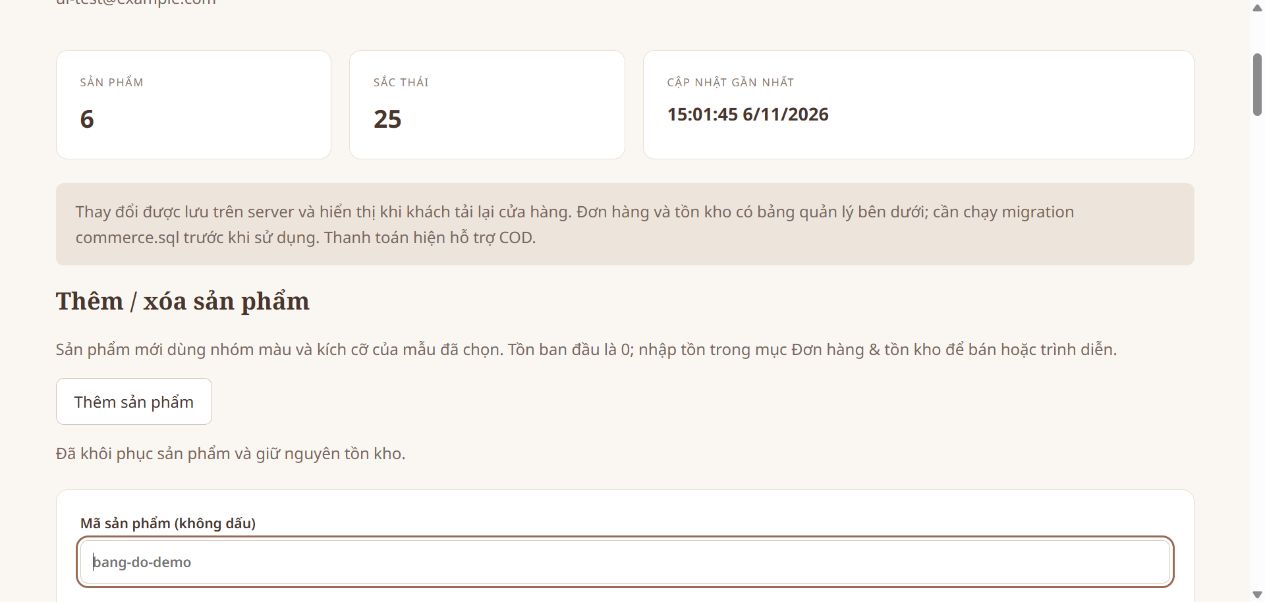 ui-test@example.com
SẢN PHẨM
6
SẮC THÁI
25
CẬP NHẬT GẦN NHẤT
15:01:45 6/11/2026
Thay đổi được lưu trên server và hiển thị khi khách tải lại cửa hàng. Đơn hàng và tồn kho có bảng quản lý bên dưới; cần chạy migration
commerce.sql trước khi sử dụng. Thanh toán hiện hỗ trợ COD.
Thêm / xóa sản phẩm
Sản phẩm mới dùng nhóm màu và kích cỡ của mẫu đã chọn. Tồn ban đầu là 0; nhập tồn trong mục Đơn hàng & tồn kho để bán hoặc trình diễn.
Thêm sản phẩm
Đã khôi phục sản phẩm và giữ nguyên tồn kho.
Mã sản phẩm (không dấu)
bang-do-demo